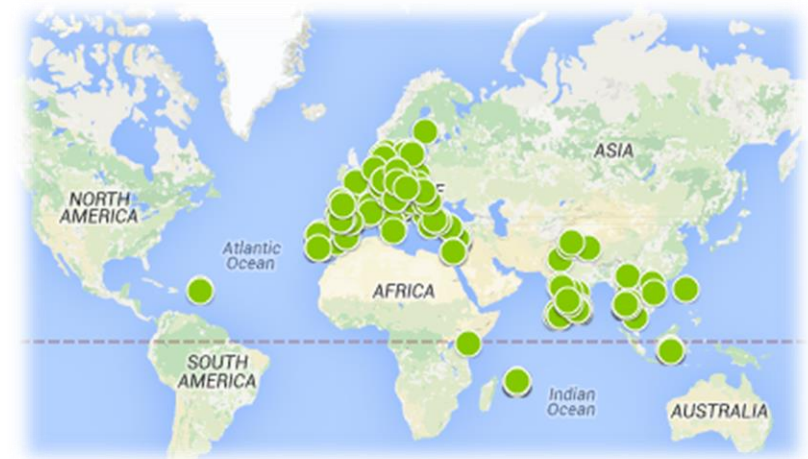 ASIA
NORTH
AMERICA
Atlantic
Ocean
AFRICA
SOUTH
AMERICA
Indian
Ocean
AUSTRALIA